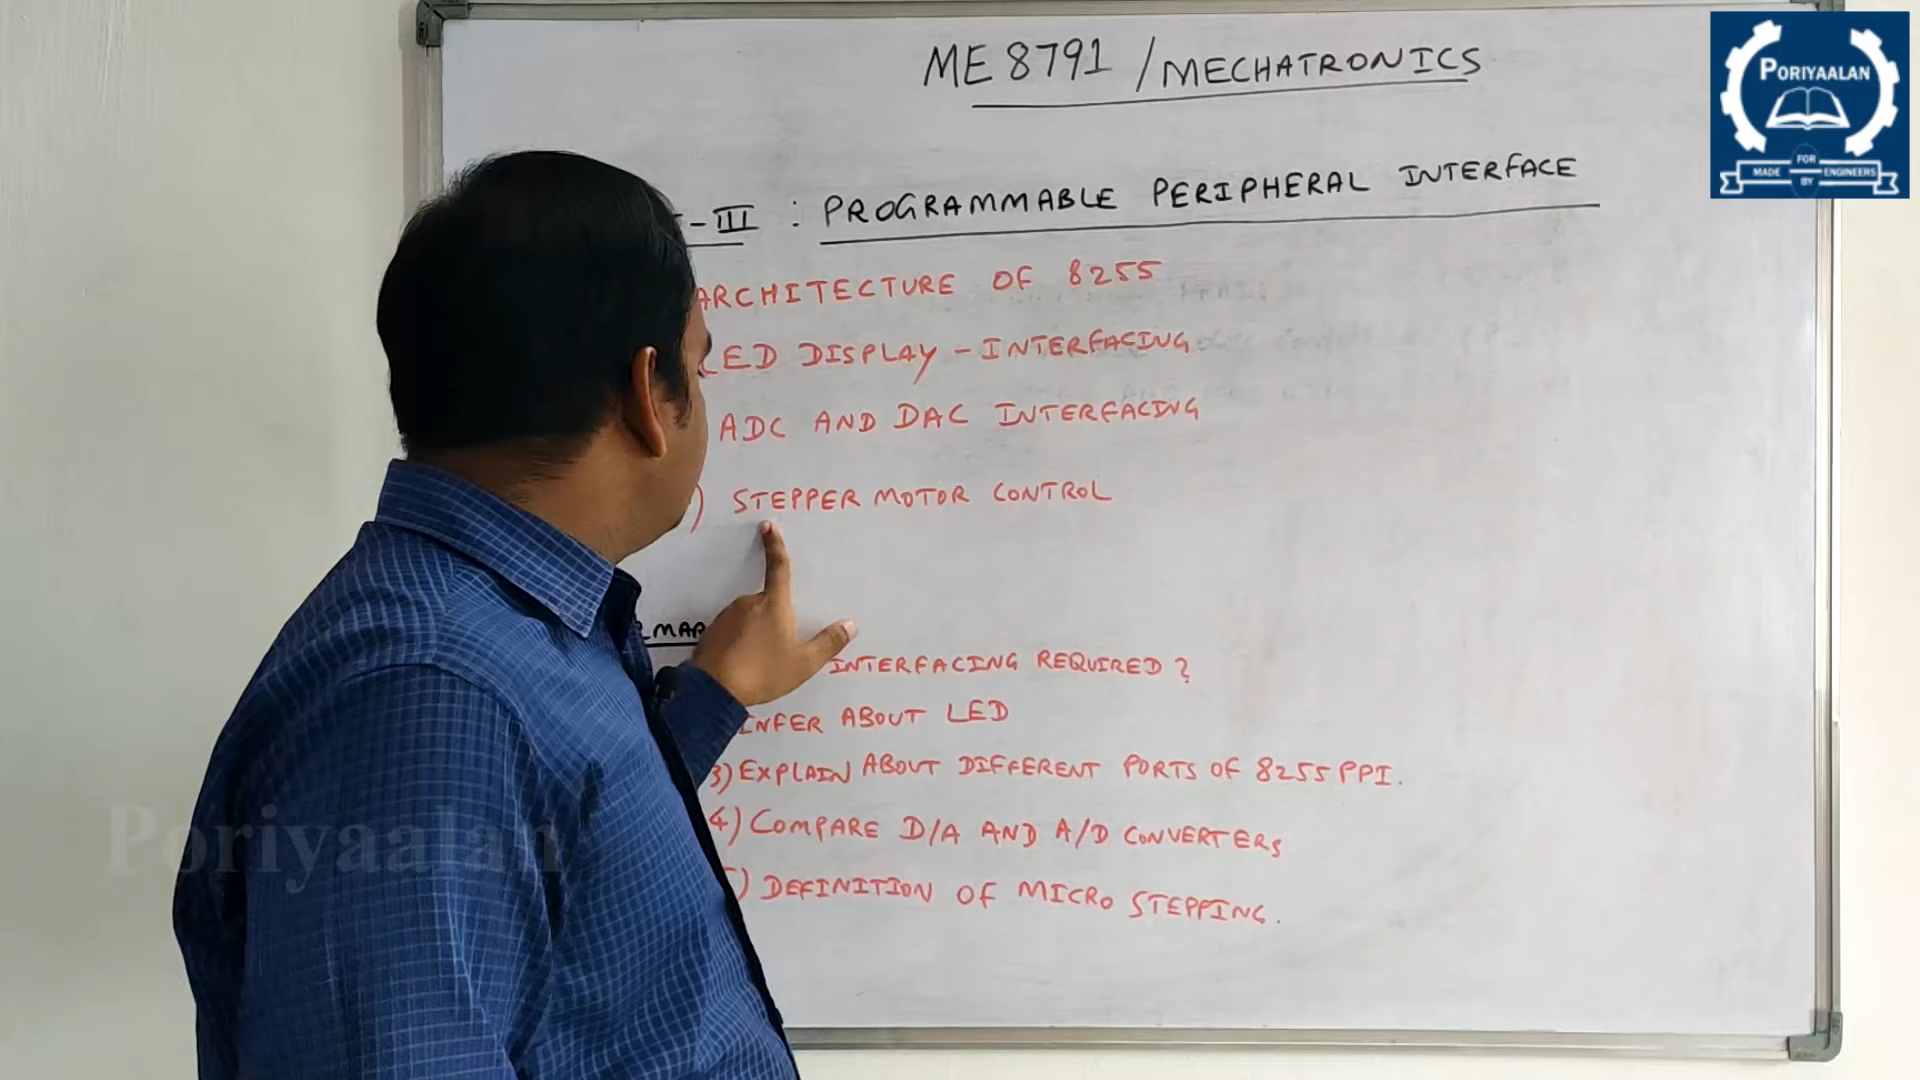 ME 8791 / MECHATRONICS
PORIYAALAN
MADE FOR ENGINEERS BY
-III : PROGRAMMABLE PERIPHERAL INTERFACE
ARCHITECTURE OF 8255
LED DISPLAY - INTERFACING
ADC AND DAC INTERFACING
) STEPPER MOTOR CONTROL
INTERFACING REQUIRED ?
INFER ABOUT LED
3) EXPLAIN ABOUT DIFFERENT PORTS OF 8255 PPI.
4) COMPARE D/A AND A/D CONVERTERS
) DEFINITION OF MICRO STEPPING.
Poriyaalan